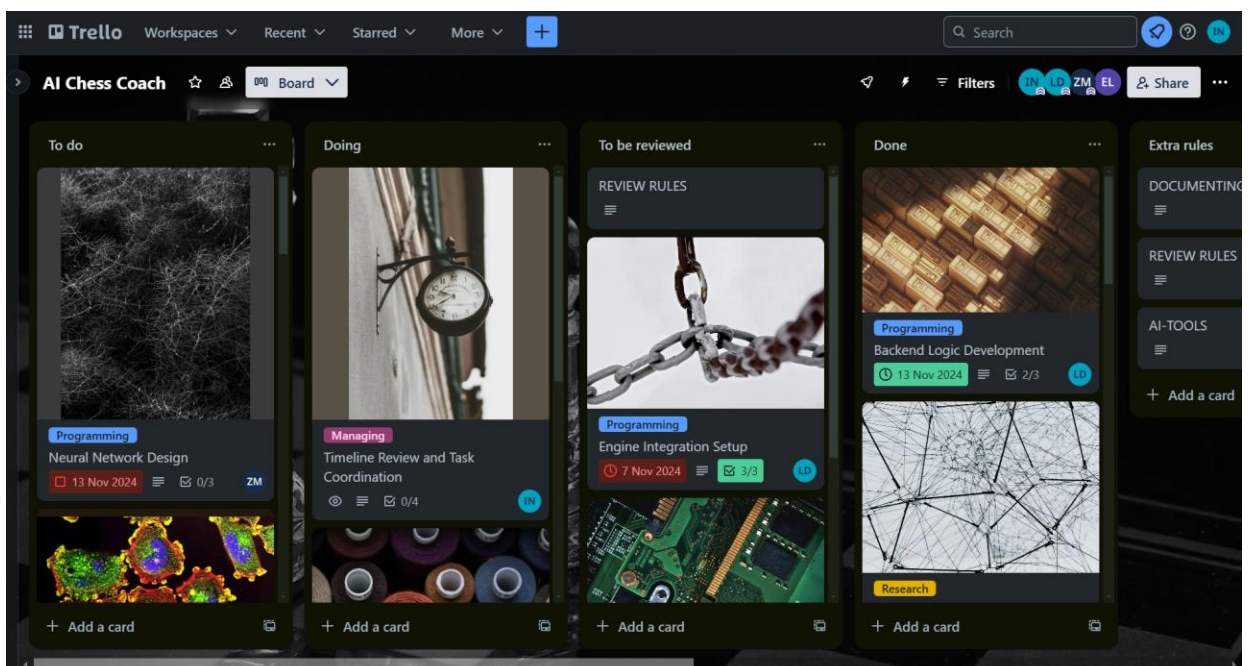 Trello
Workspaces
Recent
Starred
More
Search
IN
AI Chess Coach
Board
Filters
IN
LD
ZM
EL
Share
To do
Programming
Neural Network Design
13 Nov 2024
0/3
ZM
Add a card
Doing
Managing
Timeline Review and Task
Coordination
0/4
IN
Add a card
To be reviewed
REVIEW RULES
Programming
Engine Integration Setup
7 Nov 2024
3/3
LD
Add a card
Done
Programming
Backend Logic Development
13 Nov 2024
2/3
LD
Research
Add a card
Extra rules
DOCUMENTING
REVIEW RULES
AI-TOOLS
Add a card